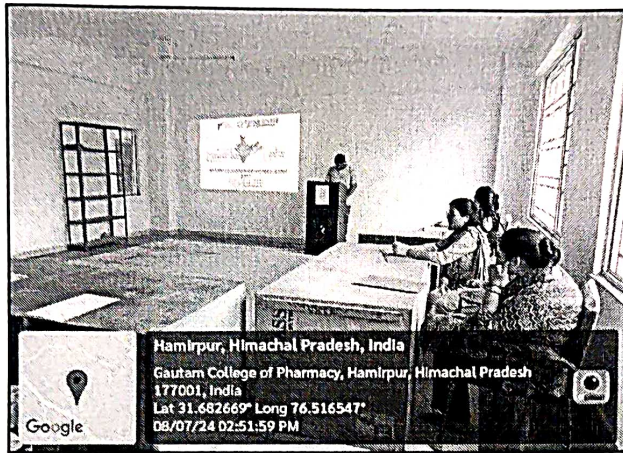 Hamirpur, Himachal Pradesh, India
Gautam College of Pharmacy, Hamirpur, Himachal Pradesh
177001, India
Lat 31.682669° Long 76.516547°
08/07/24 02:51:59 PM
Google